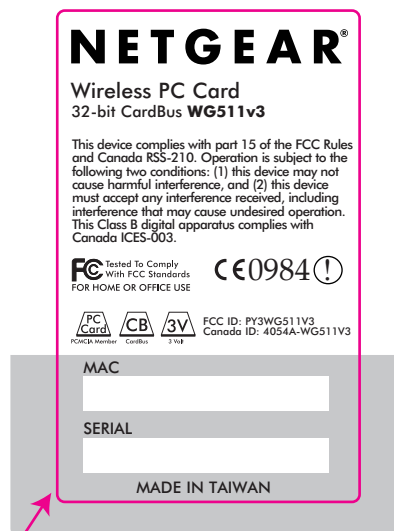 NETGEAR®
Wireless PC Card
32-bit CardBus WG511v3
This device complies with part 15 of the FCC Rules
and Canada RSS-210. Operation is subject to the
following two conditions: (1) this device may not
cause harmful interference, and (2) this device
must accept any interference received, including
interference that may cause undesired operation.
This Class B digital apparatus complies with
Canada ICES-003.
FC Tested To Comply
With FCC Standards
FOR HOME OR OFFICE USE
CE0984!
PC Card CB 3V
PCMCIA Member CardBus 3 Volt
FCC ID: PY3WG511V3
Canada ID: 4054A-WG511V3
MAC
SERIAL
MADE IN TAIWAN